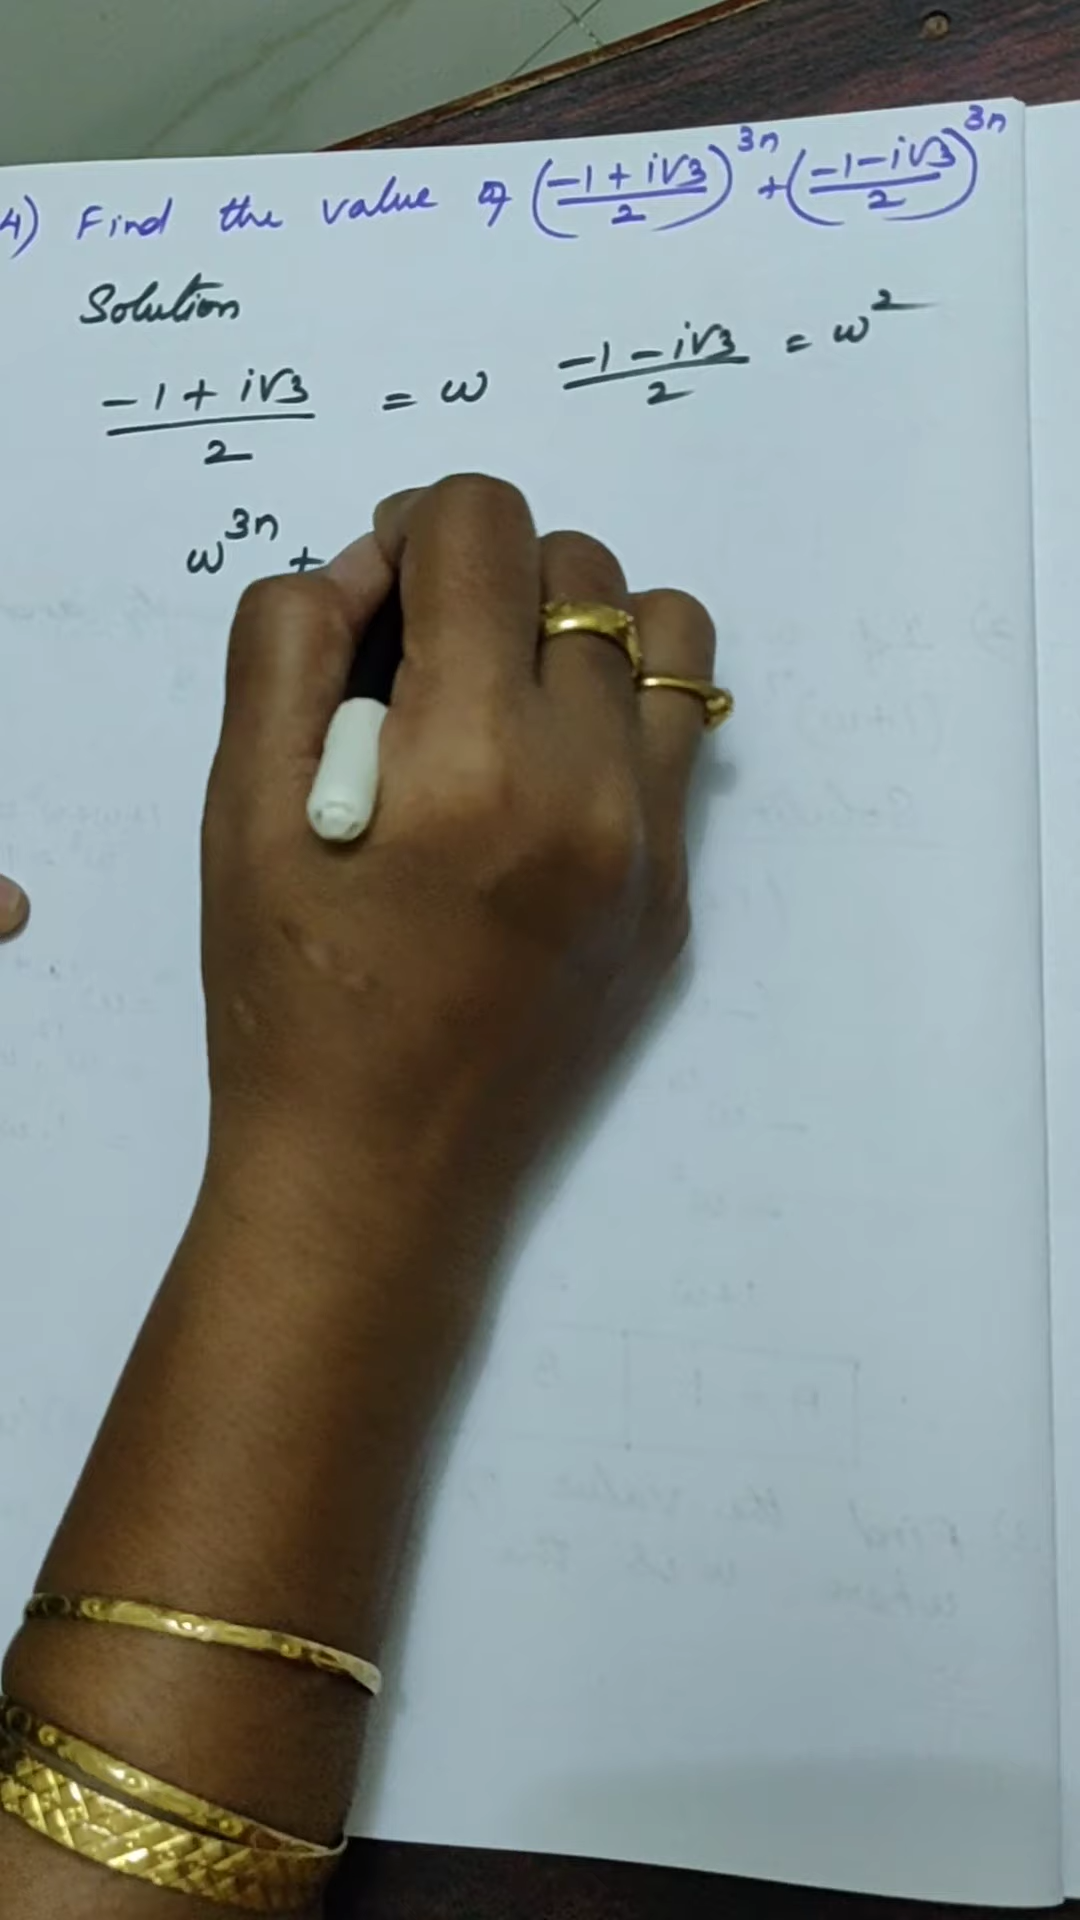 4) Find the value of ((-1+i√3)/2)^3n + ((-1-i√3)/2)^3n
Solution
(-1+i√3)/2 = ω (-1-i√3)/2 = ω^2
ω^3n +